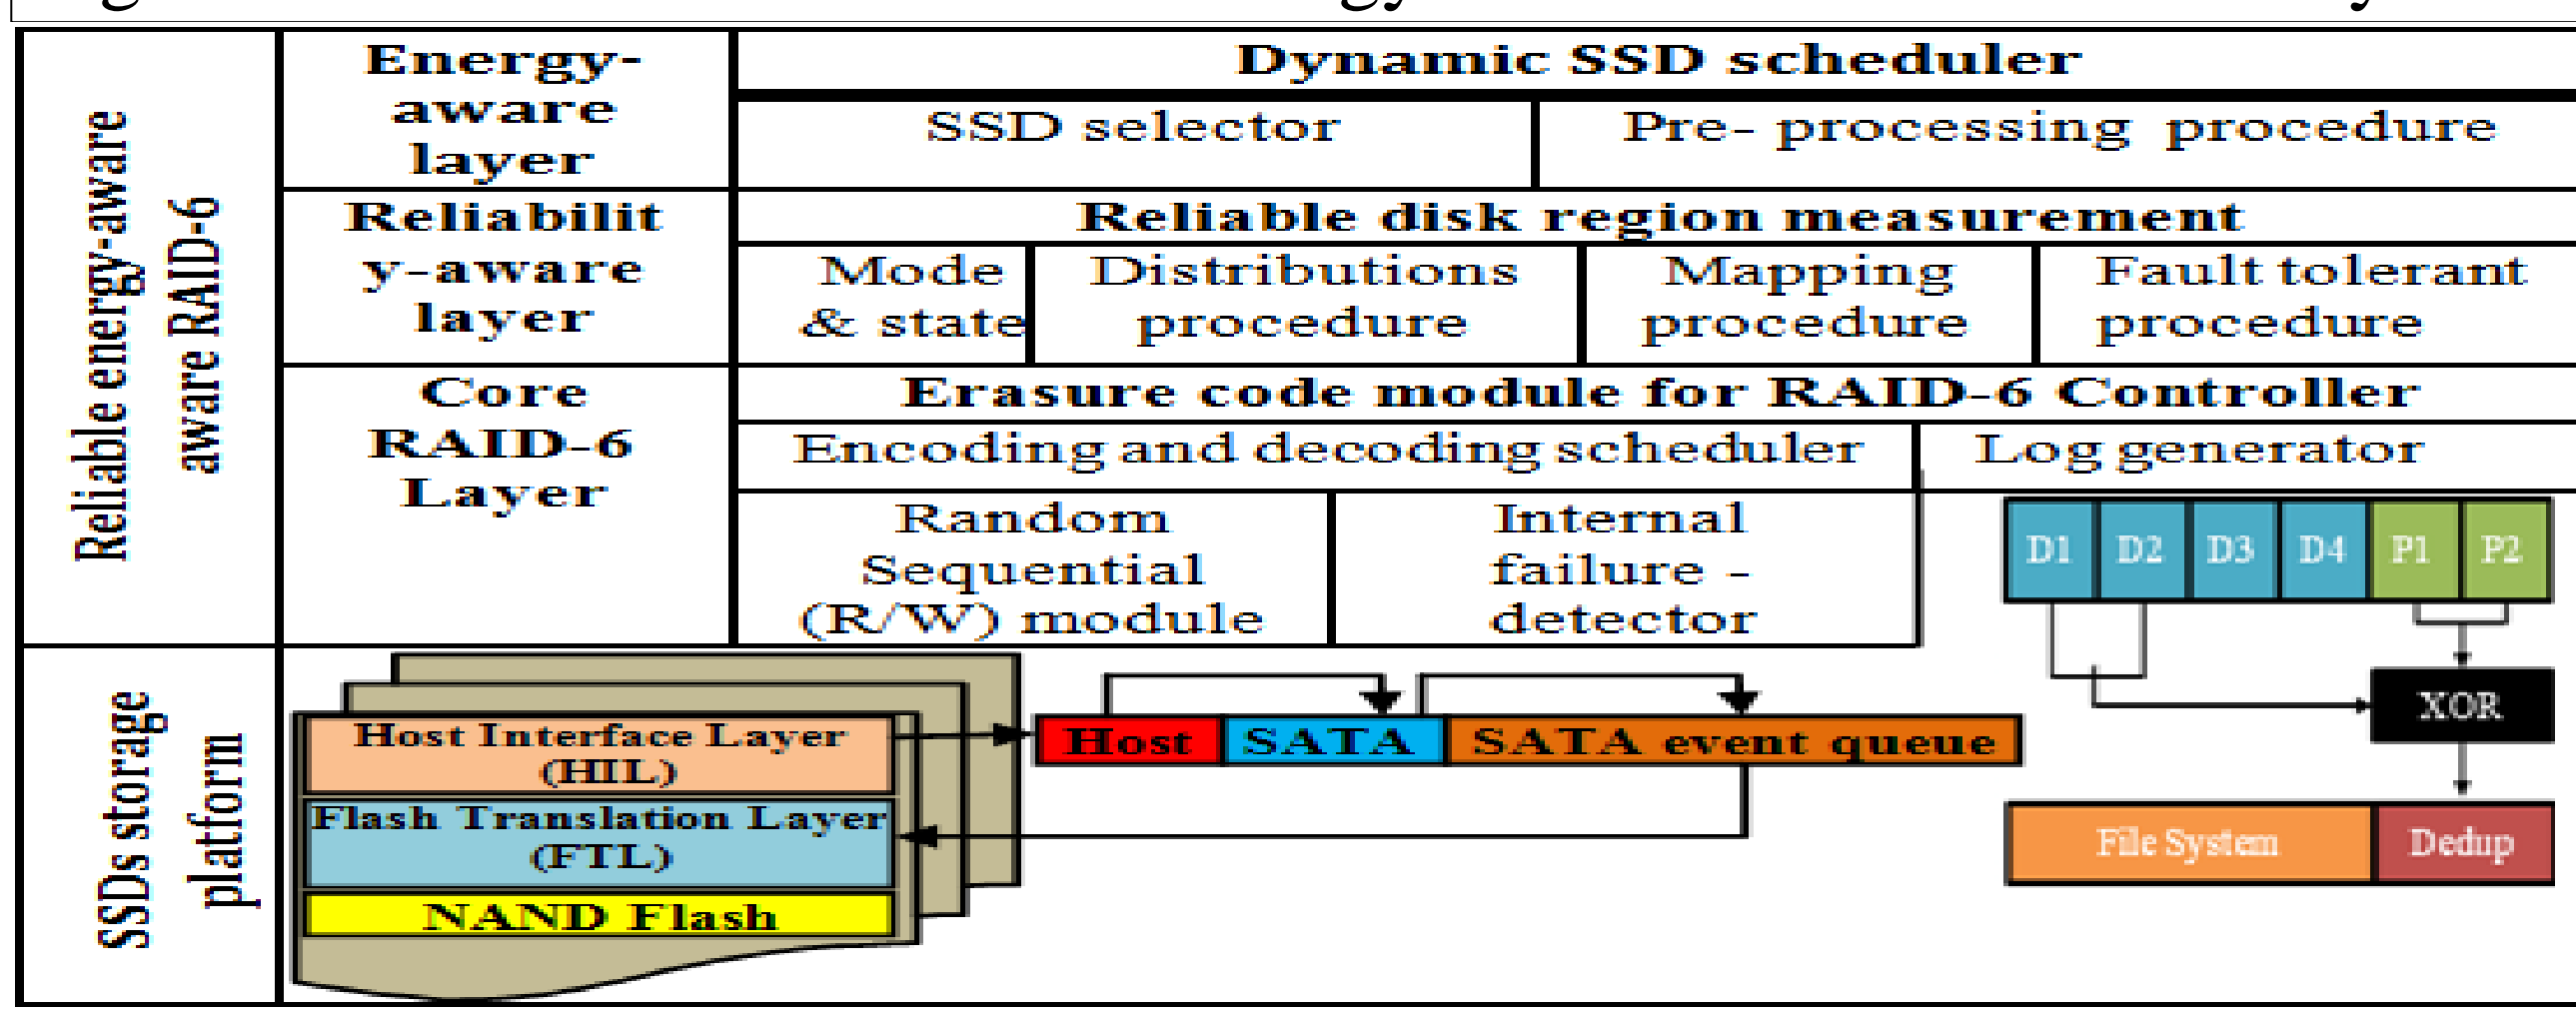 Reliable energy-aware
aware RAID-6
Energy-
aware
layer
Dynamic SSD scheduler
SSD selector
Pre- processing procedure
Reliabilit
y-aware
layer
Reliable disk region measurement
Mode
& state
Distributions
procedure
Mapping
procedure
Fault tolerant
procedure
Core
RAID-6
Layer
Erasure code module for RAID-6 Controller
Encoding and decoding scheduler
Log generator
Random
Sequential
(R/W) module
Internal
failure -
detector
D1 D2 D3 D4 P1 P2
XOR
File System
Dedup
SSDs storage
platform
Host Interface Layer
(HIL)
Flash Translation Layer
(FTL)
NAND Flash
Host
SATA
SATA event queue